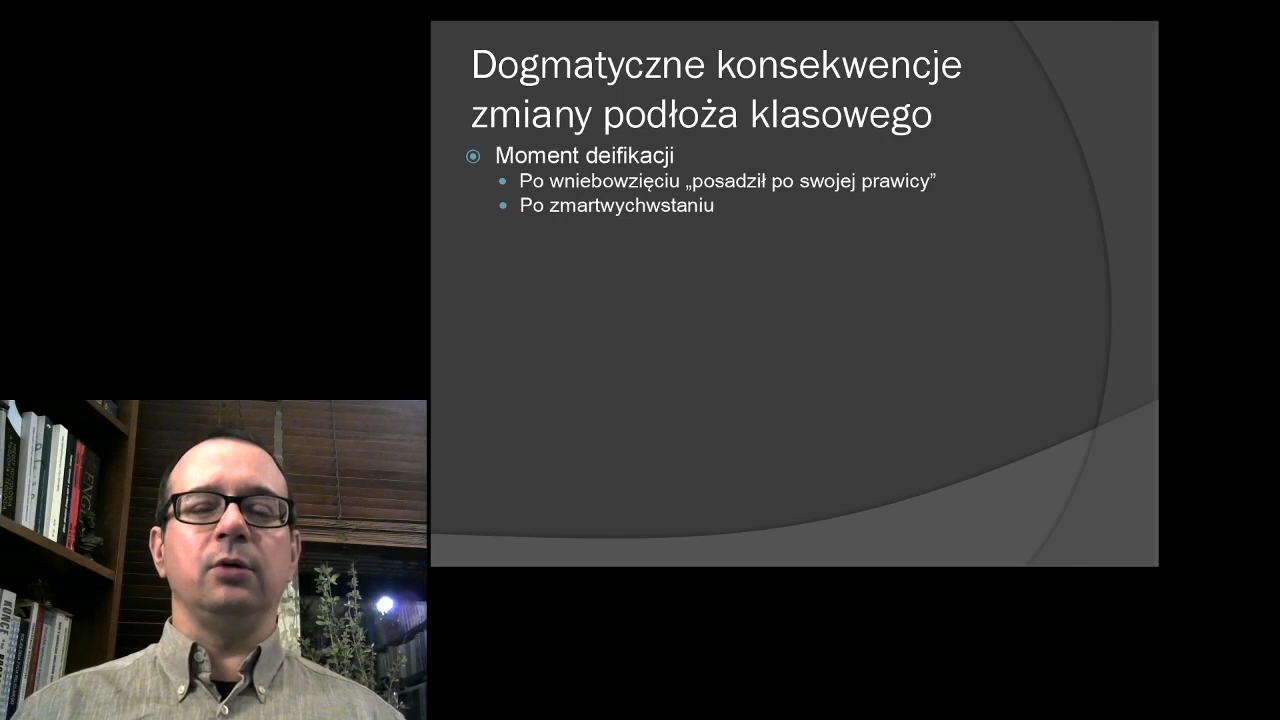 Dogmatyczne konsekwencje
zmiany podłoża klasowego
Moment deifikacji
Po wniebowzięciu „posadził po swojej prawicy”
Po zmartwychwstaniu